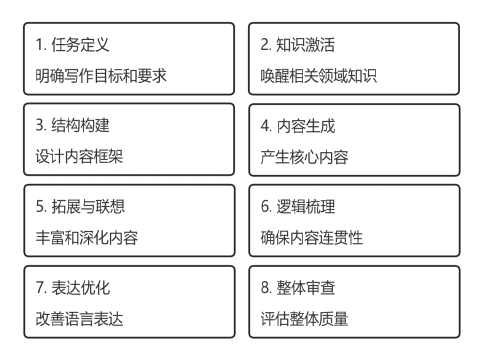 1. 任务定义
明确写作目标和要求
2. 知识激活
唤醒相关领域知识
3. 结构构建
设计内容框架
4. 内容生成
产生核心内容
5. 拓展与联想
丰富和深化内容
6. 逻辑梳理
确保内容连贯性
7. 表达优化
改善语言表达
8. 整体审查
评估整体质量